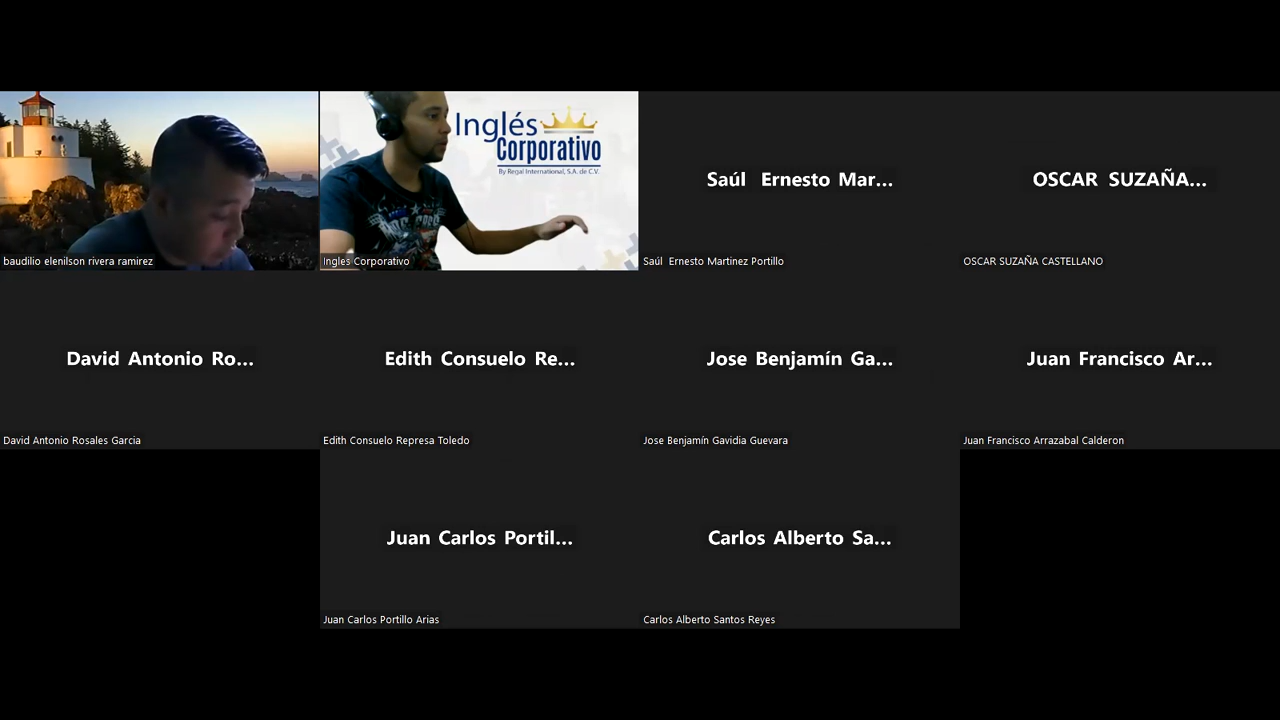 Inglés
Corporativo
By Regal International, S.A. de C.V.
baudilio elenilson rivera ramirez
Ingles Corporativo
Saúl Ernesto Mar...
Saúl Ernesto Martinez Portillo
OSCAR SUZAÑA...
OSCAR SUZAÑA CASTELLANO
David Antonio Ro...
David Antonio Rosales Garcia
Edith Consuelo Re...
Edith Consuelo Represa Toledo
Jose Benjamín Ga...
Jose Benjamín Gavidia Guevara
Juan Francisco Ar...
Juan Francisco Arrazabal Calderon
Juan Carlos Portil...
Juan Carlos Portillo Arias
Carlos Alberto Sa...
Carlos Alberto Santos Reyes